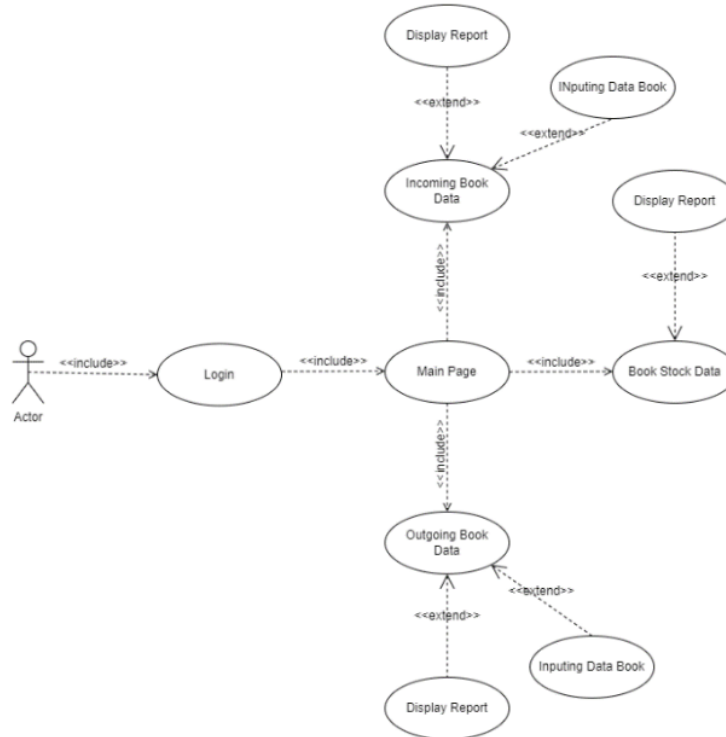 Display Report
<<extend>>
INputing Data Book
<<extend>>
Incoming Book
Data
Display Report
<<extend>>
<<include>>
<<include>>
Login
<<include>>
Main Page
<<include>>
Book Stock Data
Actor
<<include>>
Outgoing Book
Data
<<extend>>
<<extend>>
Inputing Data Book
Display Report